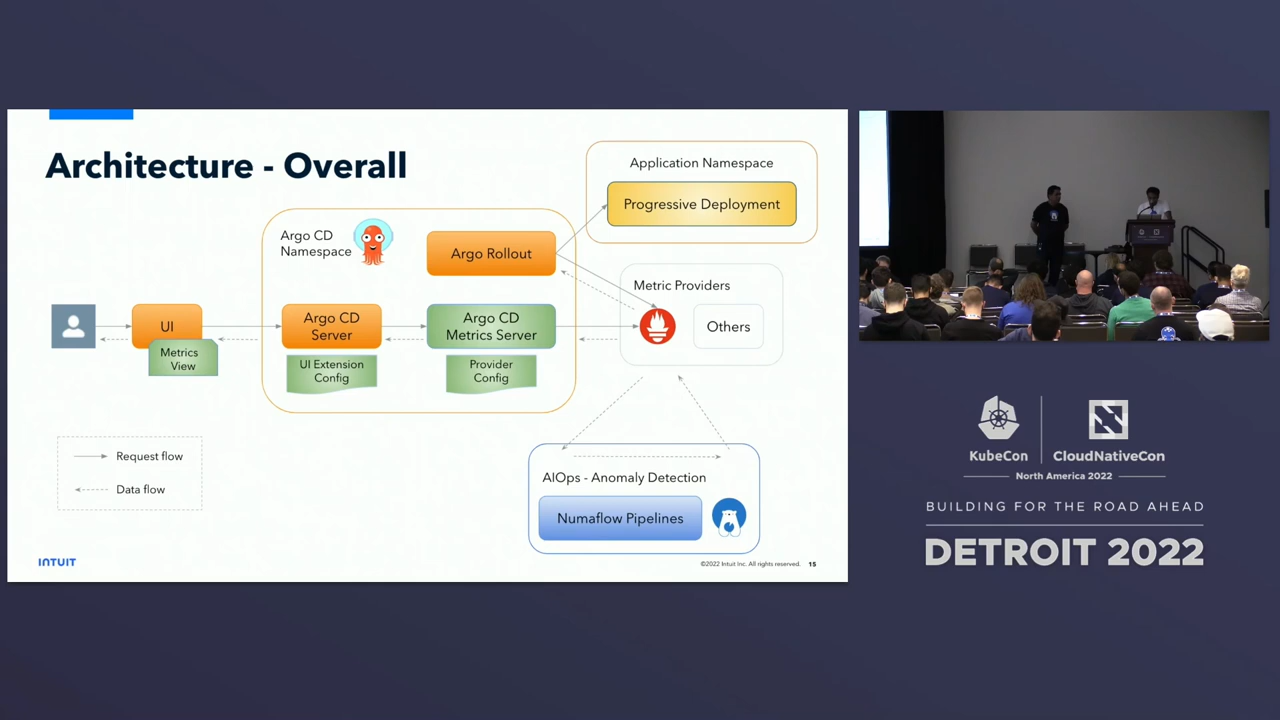 Architecture - Overall
Application Namespace
Progressive Deployment
Argo CD
Namespace
Argo Rollout
Metric Providers
UI
Metrics
View
Argo CD
Server
UI Extension
Config
Argo CD
Metrics Server
Provider
Config
Others
Request flow
Data flow
AIOps - Anomaly Detection
Numaflow Pipelines
INTUIT
©2022 Intuit Inc. All rights reserved. 15
KubeCon
CloudNativeCon
North America 2022
BUILDING FOR THE ROAD AHEAD
DETROIT 2022